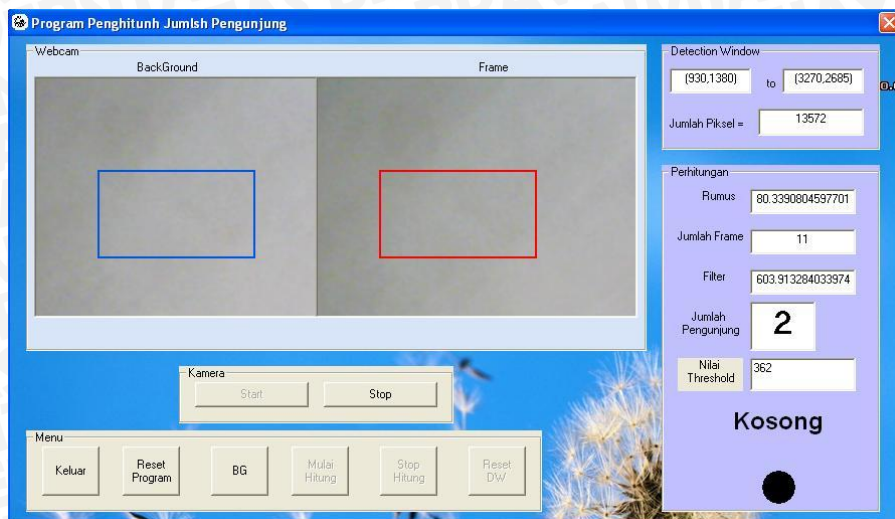 Program Penghitunh Jumlsh Pengunjung
Webcam
BackGround
Frame
Detection Window
(930,1380)
to
(3270,2685)
Jumlah Piksel =
13572
Perhitungan
Rumus
80.3390804597701
Jumlah Frame
11
Filter
603.913284033974
Jumlah
Pengunjung
2
Nilai
Threshold
362
Kosong
Kamera
Start
Stop
Menu
Keluar
Reset
Program
BG
Mulai
Hitung
Stop
Hitung
Reset
DW